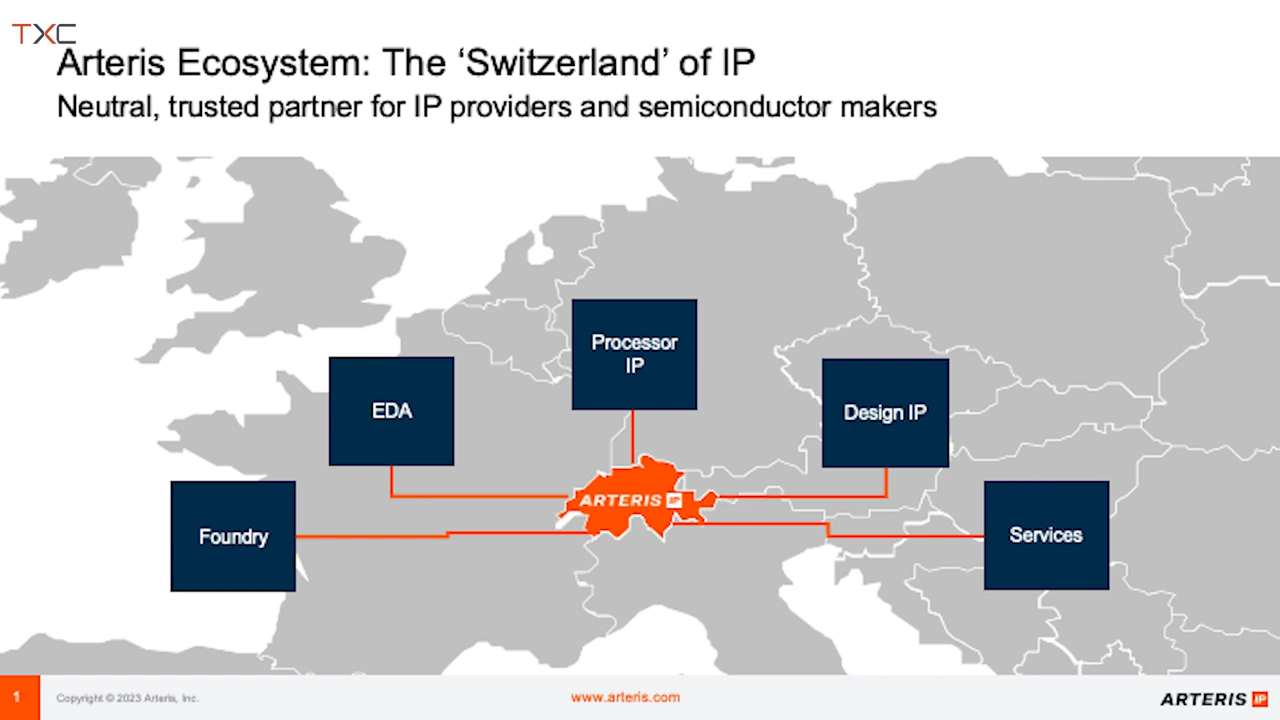 TXC
Arteris Ecosystem: The ‘Switzerland’ of IP
Neutral, trusted partner for IP providers and semiconductor makers
Processor
IP
EDA
Design IP
ARTERIS IP
Foundry
Services
1
Copyright © 2023 Arteris, Inc.
www.arteris.com
ARTERIS IP